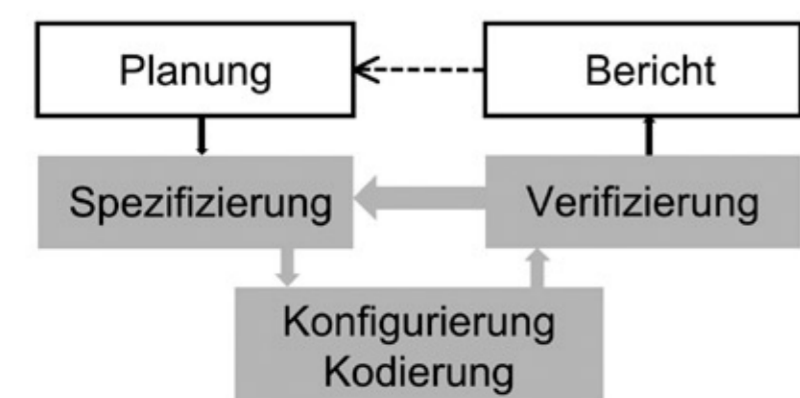 Planung
Bericht
Spezifizierung
Verifizierung
Konfigurierung
Kodierung